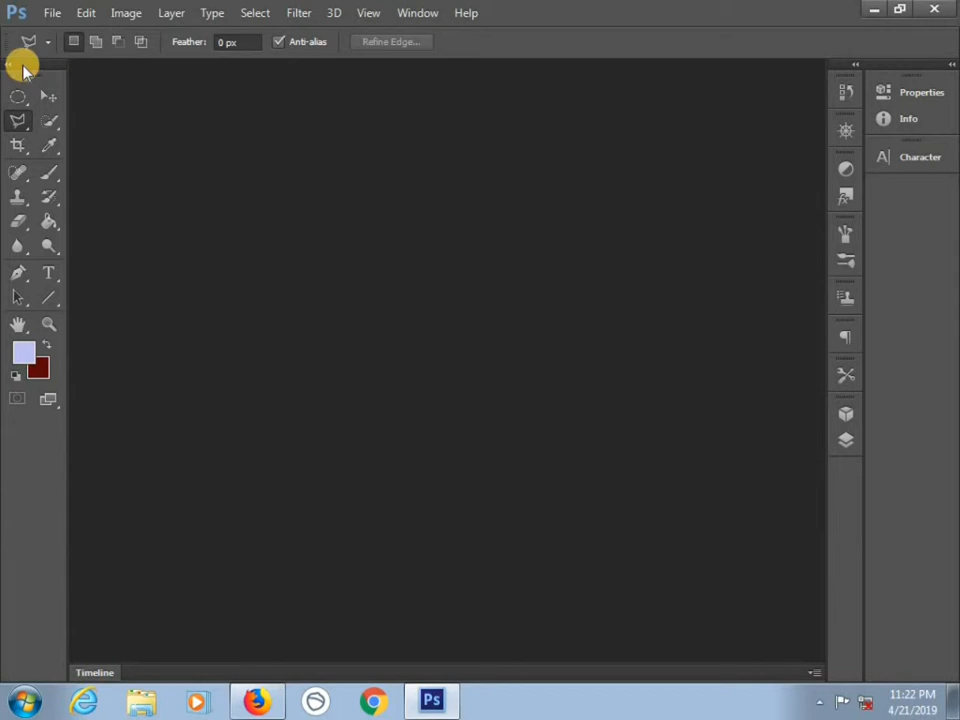 Ps File Edit Image Layer Type Select Filter 3D View Window Help
Feather: 0 px Anti-alias Refine Edge...
Properties
Info
A| Character
T
Timeline
Ps
11:22 PM
4/21/2019